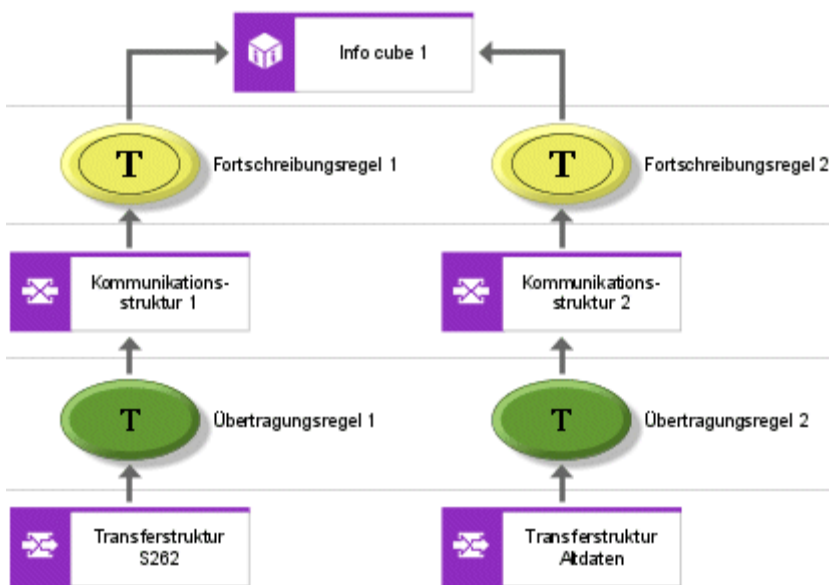 Info cube 1
T
Fortschreibungsregel 1
T
Fortschreibungsregel 2
Kommunikations-
struktur 1
Kommunikations-
struktur 2
T
Übertragungsregel 1
T
Übertragungsregel 2
Transferstruktur
S262
Transferstruktur
Altdaten